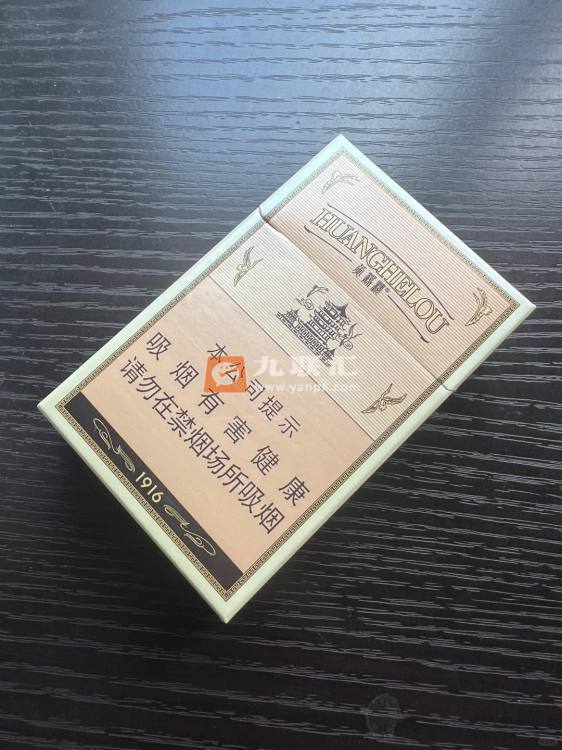 HUANGHELOU
黄鹤楼®
本公司提示
吸烟有害健康
请勿在禁烟场所吸烟
1916
九联汇
www.yanpk.com